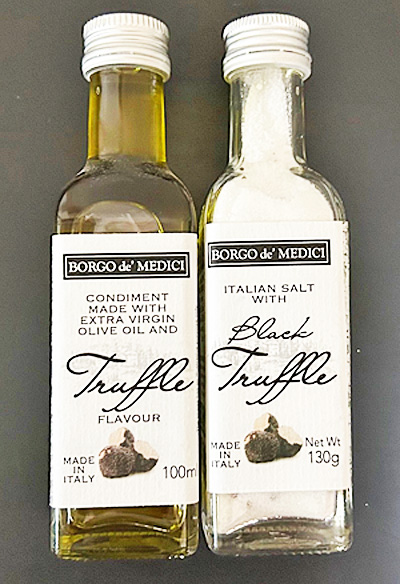 BORGO de' MEDICI
CONDIMENT
MADE WITH
EXTRA VIRGIN
OLIVE OIL AND
Truffle
FLAVOUR
MADE
IN
ITALY
100m
BORGO de' MEDICI
ITALIAN SALT
WITH
Black
Truffle
MADE
IN
ITALY
Net Wt
130g